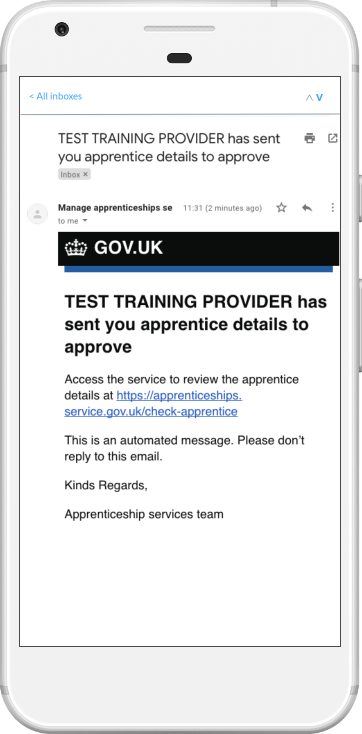 < All inboxes
TEST TRAINING PROVIDER has sent
you apprentice details to approve
Inbox ×
Manage apprenticeships se 11:31 (2 minutes ago)
to me
GOV.UK
TEST TRAINING PROVIDER has
sent you apprentice details to
approve
Access the service to review the apprentice
details at https://apprenticeships.
service.gov.uk/check-apprentice
This is an automated message. Please don't
reply to this email.
Kinds Regards,
Apprenticeship services team